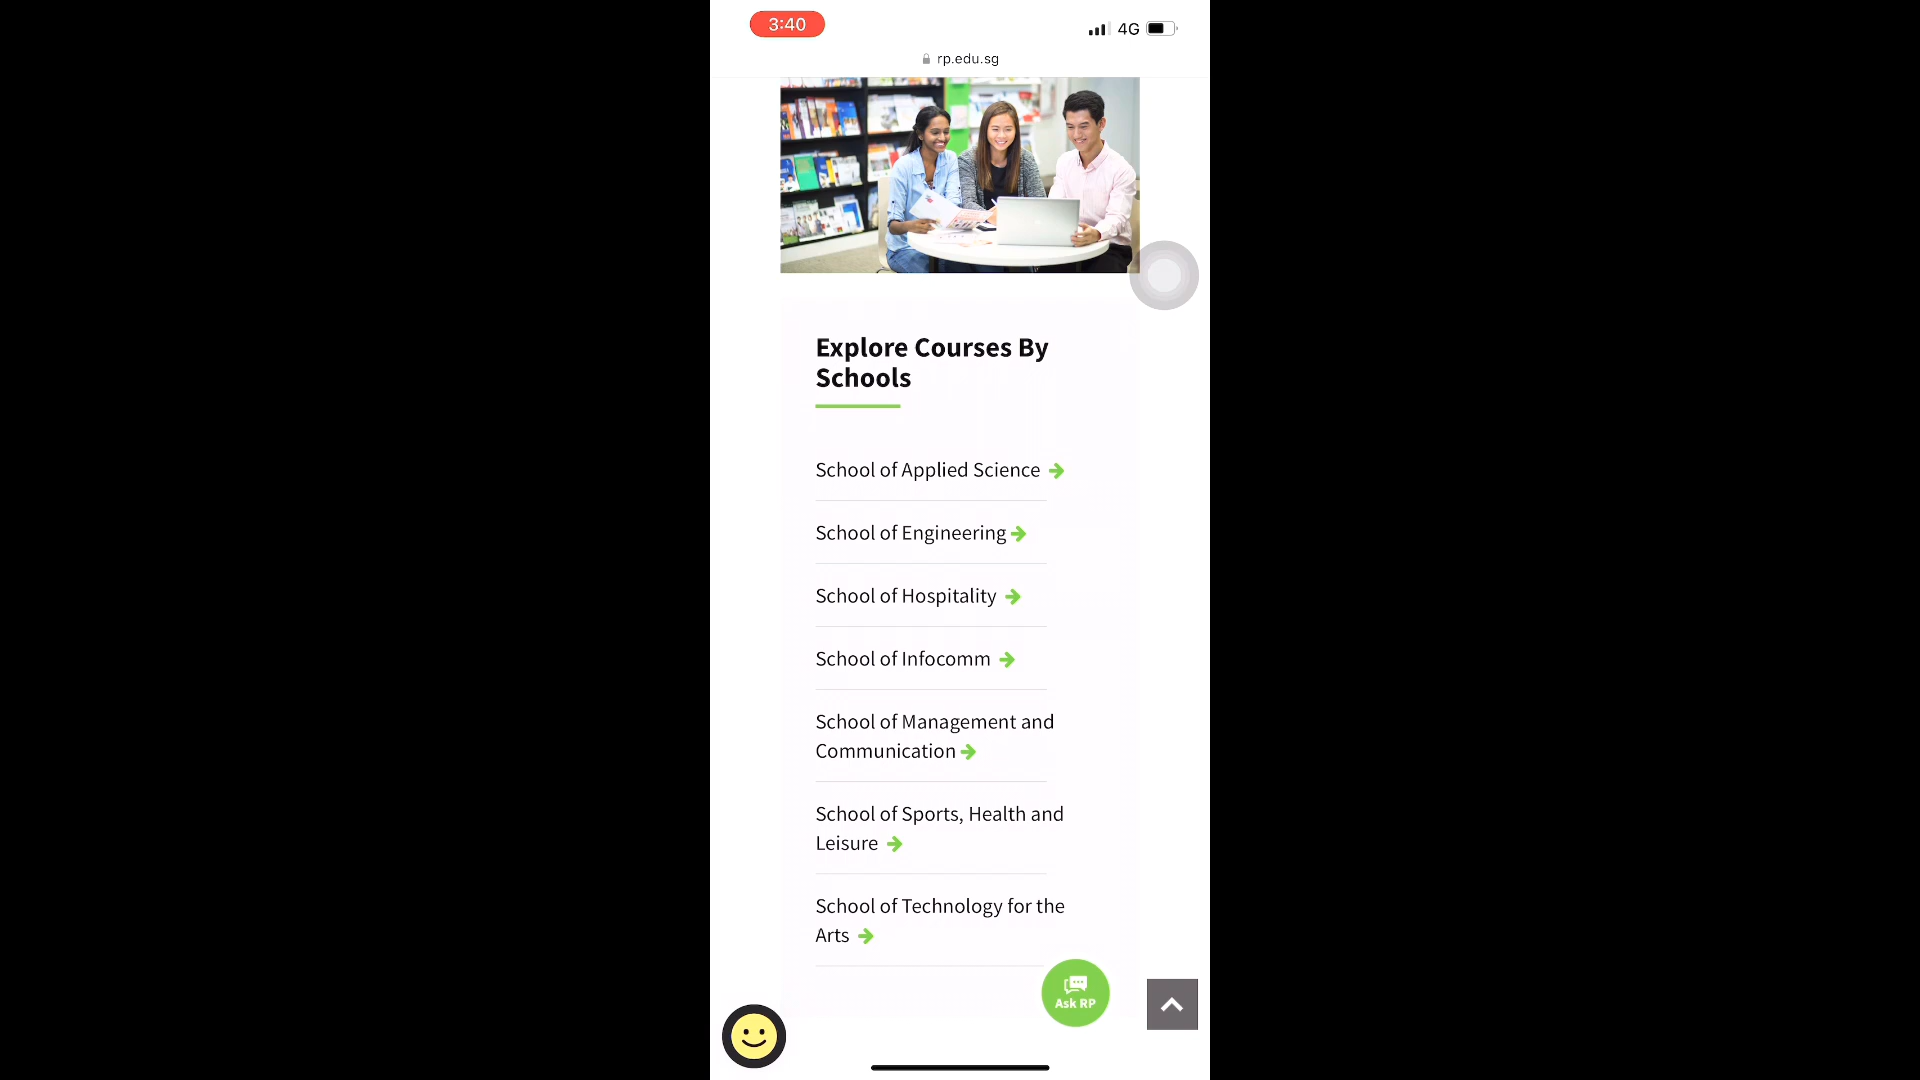 3:40
4G
rp.edu.sg
Explore Courses By
Schools
School of Applied Science
School of Engineering
School of Hospitality
School of Infocomm
School of Management and
Communication
School of Sports, Health and
Leisure
School of Technology for the
Arts
Ask RP